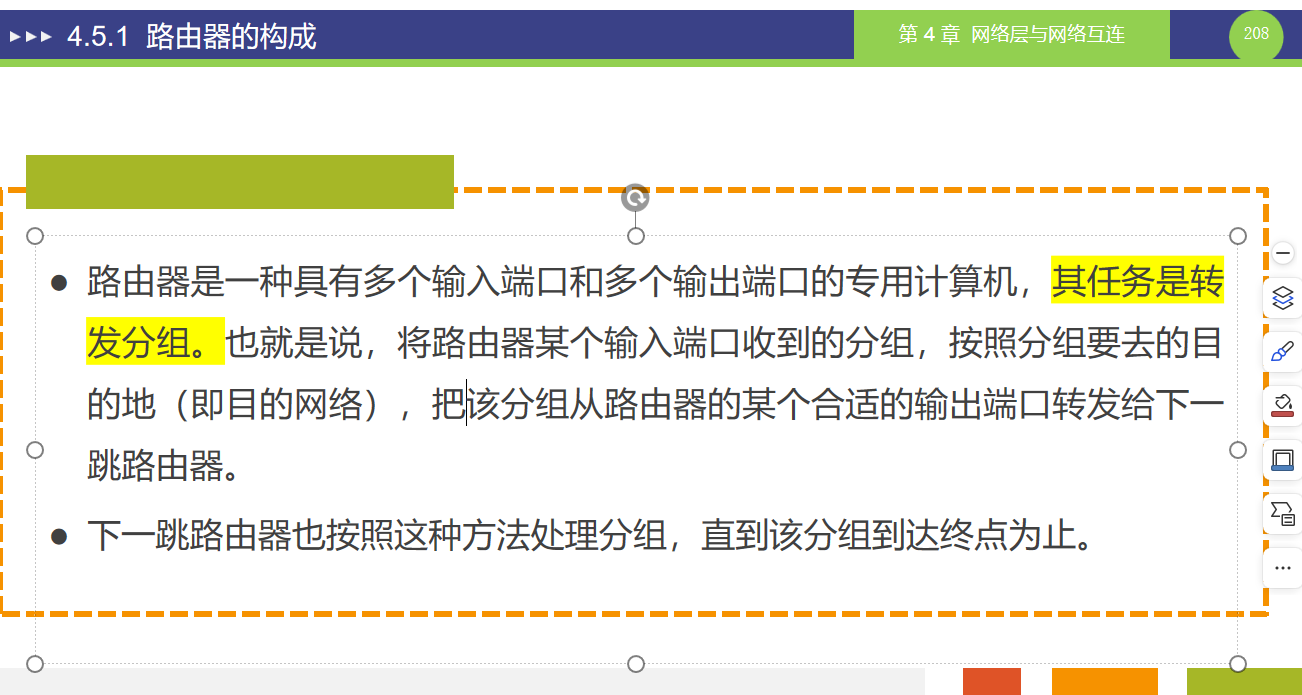 4.5.1 路由器的构成
第 4 章 网络层与网络互连
208
● 路由器是一种具有多个输入端口和多个输出端口的专用计算机，其任务是转
发分组。也就是说，将路由器某个输入端口收到的分组，按照分组要去的目
的地（即目的网络），把该分组从路由器的某个合适的输出端口转发给下一
跳路由器。
● 下一跳路由器也按照这种方法处理分组，直到该分组到达终点为止。